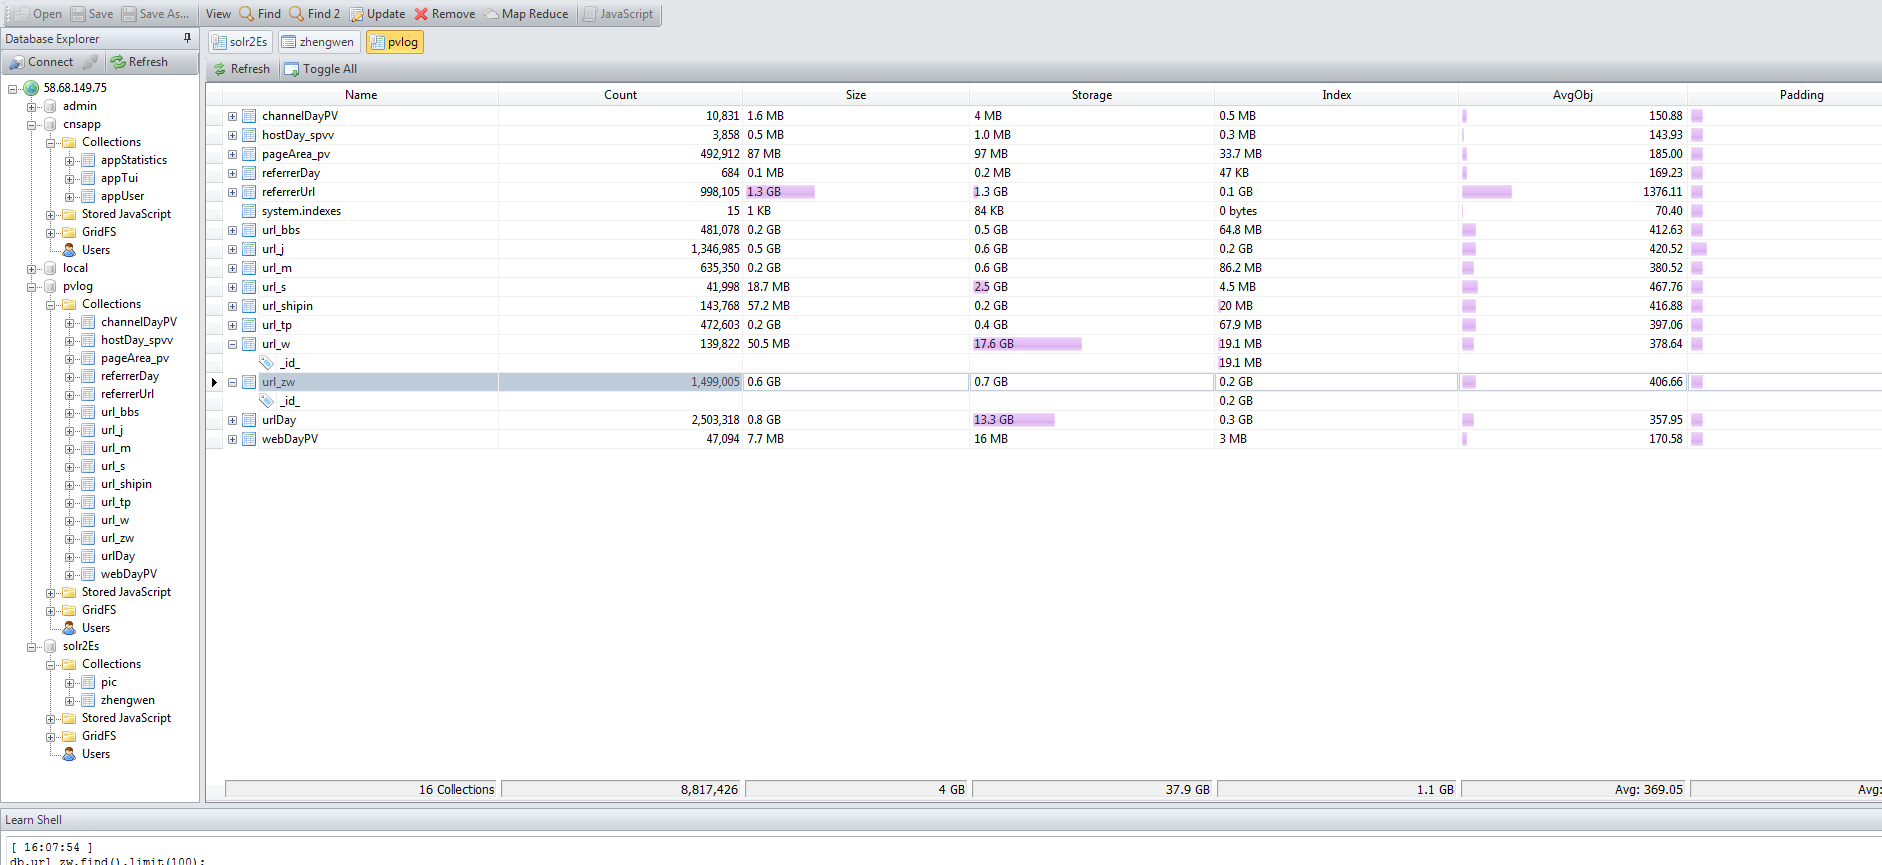 Open Save Save As... View Find Find 2 Update Remove Map Reduce JavaScript
Database Explorer
Connect Refresh
58.68.149.75
admin
cnsapp
Collections
appStatistics
appTui
appUser
Stored JavaScript
GridFS
Users
local
pvlog
Collections
channelDayPV
hostDay_spvv
pageArea_pv
referrerDay
referrerUrl
url_bbs
url_j
url_m
url_s
url_shipin
url_tp
url_w
url_zw
urlDay
webDayPV
Stored JavaScript
GridFS
Users
solr2Es
Collections
pic
zhengwen
Stored JavaScript
GridFS
Users
solr2Es zhengwen pvlog
Refresh Toggle All
Name Count Size Storage Index AvgObj Padding
channelDayPV 10,831 1.6 MB 4 MB 0.5 MB 150.88
hostDay_spvv 3,858 0.5 MB 1.0 MB 0.3 MB 143.93
pageArea_pv 492,912 87 MB 97 MB 33.7 MB 185.00
referrerDay 684 0.1 MB 0.2 MB 47 KB 169.23
referrerUrl 998,105 1.3 GB 1.3 GB 0.1 GB 1376.11
system.indexes 15 1 KB 84 KB 0 bytes 70.40
url_bbs 481,078 0.2 GB 0.5 GB 64.8 MB 412.63
url_j 1,346,985 0.5 GB 0.6 GB 0.2 GB 420.52
url_m 635,350 0.2 GB 0.6 GB 86.2 MB 380.52
url_s 41,998 18.7 MB 2.5 GB 4.5 MB 467.76
url_shipin 143,768 57.2 MB 0.2 GB 20 MB 416.88
url_tp 472,603 0.2 GB 0.4 GB 67.9 MB 397.06
url_w 139,822 50.5 MB 17.6 GB 19.1 MB 378.64
_id_ 19.1 MB
url_zw 1,499,005 0.6 GB 0.7 GB 0.2 GB 406.66
_id_ 0.2 GB
urlDay 2,503,318 0.8 GB 13.3 GB 0.3 GB 357.95
webDayPV 47,094 7.7 MB 16 MB 3 MB 170.58
16 Collections 8,817,426 4 GB 37.9 GB 1.1 GB Avg: 369.05 Avg:
Learn Shell
[ 16:07:54 ]
db.url_zw.find().limit(100);